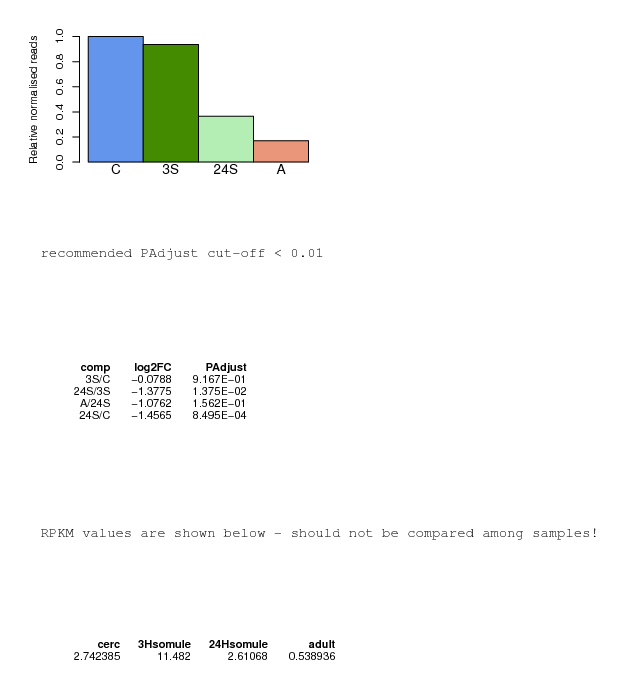 Relative normalised reads
1.0
0.8
0.6
0.4
0.2
0.0
C 3S 24S A
recommended PAdjust cut-off < 0.01
comp log2FC PAdjust
3S/C −0.0788 9.167E−01
24S/3S −1.3775 1.375E−02
A/24S −1.0762 1.562E−01
24S/C −1.4565 8.495E−04
RPKM values are shown below - should not be compared among samples!
cerc 3Hsomule 24Hsomule adult
2.742385 11.482 2.61068 0.538936